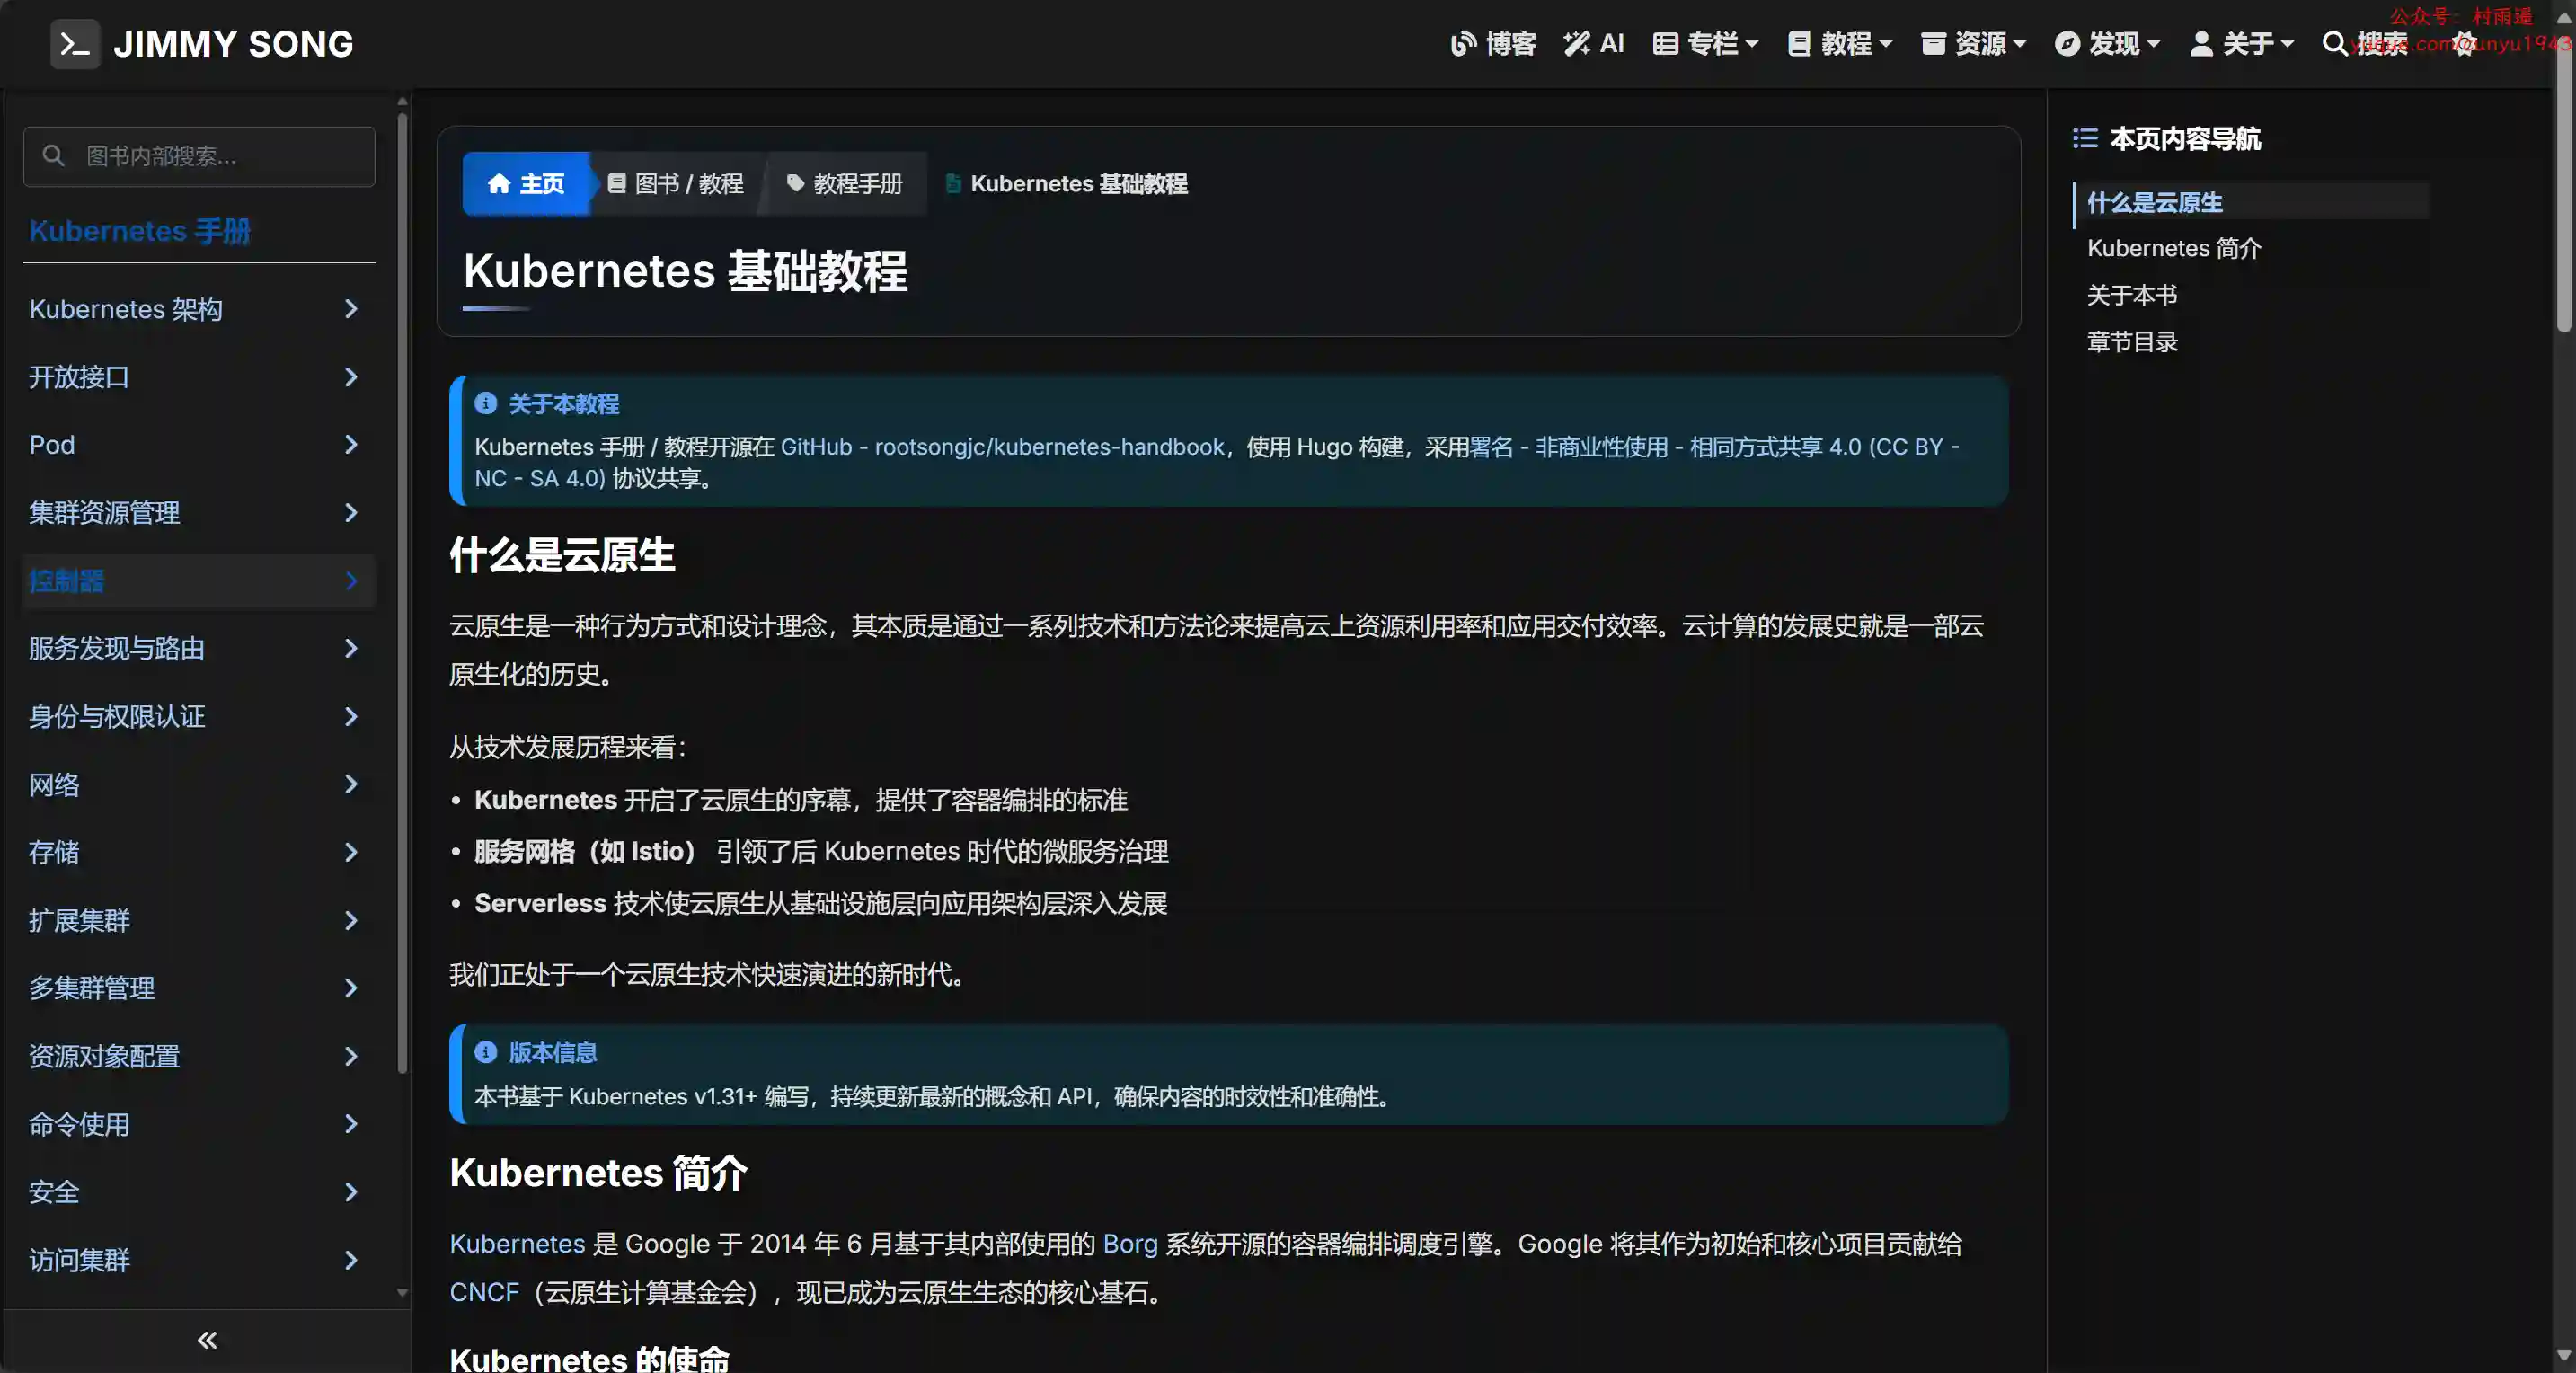 JIMMY SONG
博客 AI 专栏 教程 资源 发现 关于 搜索
公众号：村雨遥
图书内部搜索...
Kubernetes 手册
Kubernetes 架构
开放接口
Pod
集群资源管理
控制器
服务发现与路由
身份与权限认证
网络
存储
扩展集群
多集群管理
资源对象配置
命令使用
安全
访问集群
主页 图书 / 教程 教程手册 Kubernetes 基础教程
Kubernetes 基础教程
关于本教程
Kubernetes 手册 / 教程开源在 GitHub - rootsongjc/kubernetes-handbook，使用 Hugo 构建，采用署名 - 非商业性使用 - 相同方式共享 4.0 (CC BY -
NC - SA 4.0) 协议共享。
什么是云原生
云原生是一种行为方式和设计理念，其本质是通过一系列技术和方法论来提高云上资源利用率和应用交付效率。云计算的发展史就是一部云
原生化的历史。
从技术发展历程来看：
• Kubernetes 开启了云原生的序幕，提供了容器编排的标准
• 服务网格（如 Istio） 引领了后 Kubernetes 时代的微服务治理
• Serverless 技术使云原生从基础设施层向应用架构层深入发展
我们正处于一个云原生技术快速演进的新时代。
版本信息
本书基于 Kubernetes v1.31+ 编写，持续更新最新的概念和 API，确保内容的时效性和准确性。
Kubernetes 简介
Kubernetes 是 Google 于 2014 年 6 月基于其内部使用的 Borg 系统开源的容器编排调度引擎。Google 将其作为初始和核心项目贡献给
CNCF（云原生计算基金会），现已成为云原生生态的核心基石。
Kubernetes 的使命
本页内容导航
什么是云原生
Kubernetes 简介
关于本书
章节目录